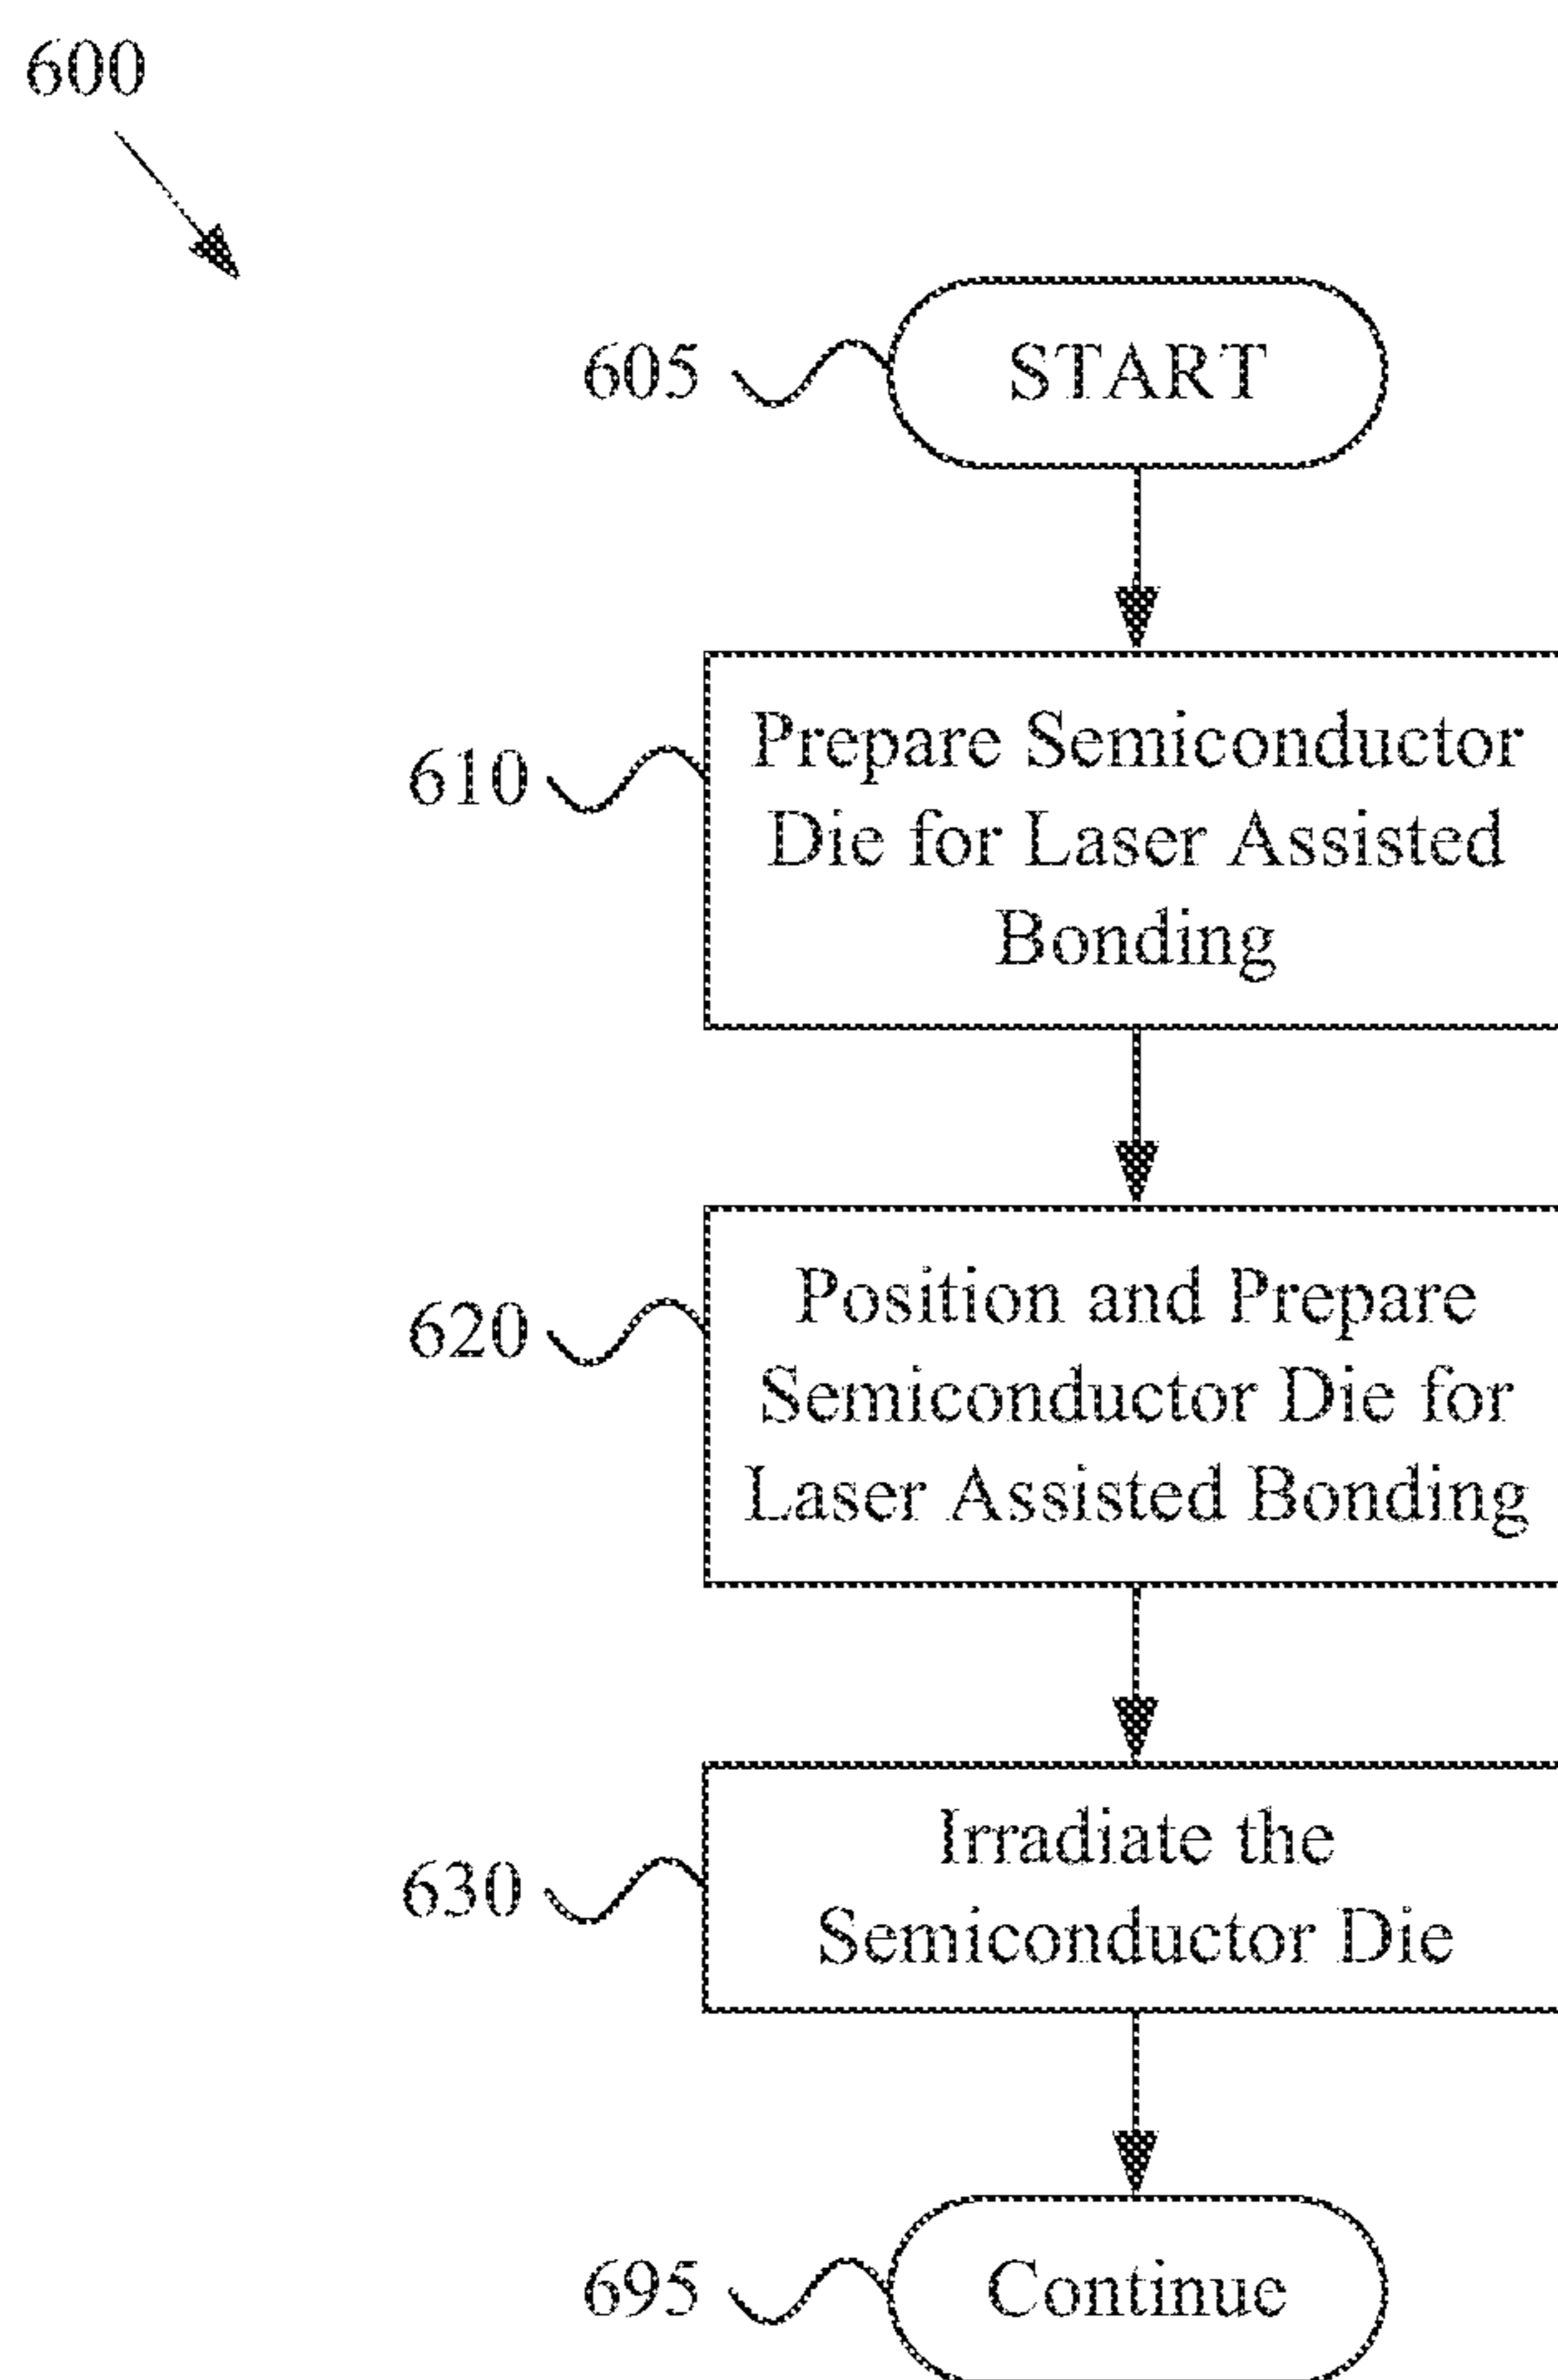 600
605
START
610
Prepare Semiconductor
Die for Laser Assisted
Bonding
620
Position and Prepare
Semiconductor Die for
Laser Assisted Bonding
630
Irradiate the
Semiconductor Die
695
Continue